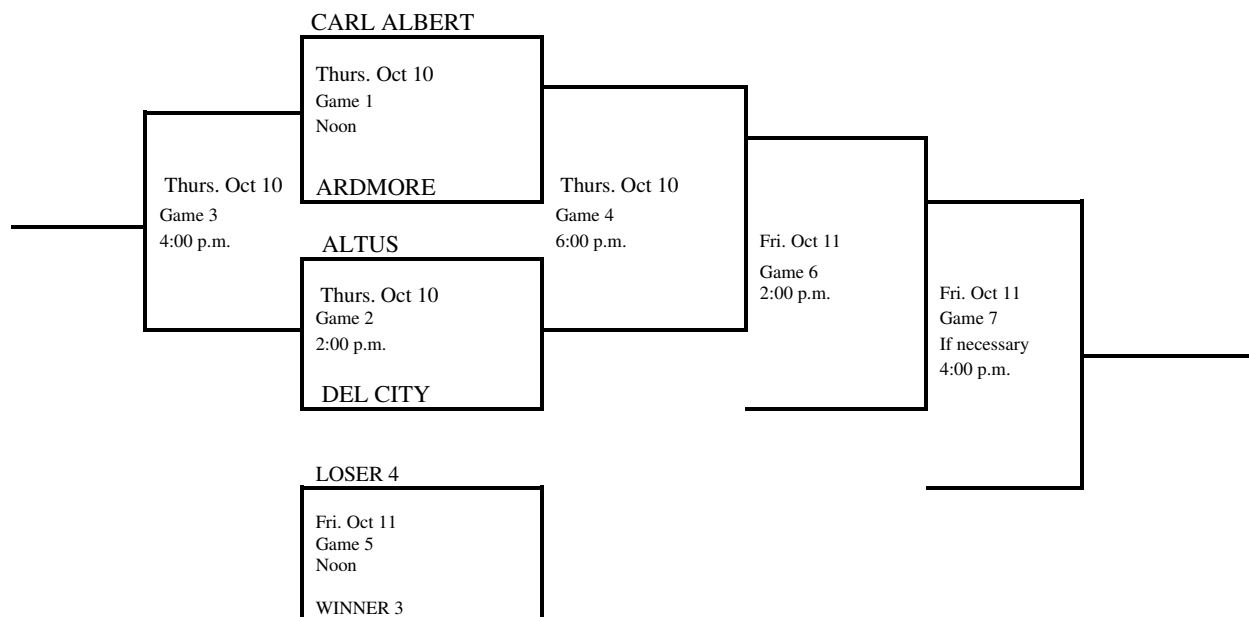 CARL ALBERT
Thurs. Oct 10
Game 1
Noon
ARDMORE
Thurs. Oct 10
Game 3
4:00 p.m.
Thurs. Oct 10
Game 4
6:00 p.m.
ALTUS
Thurs. Oct 10
Game 2
2:00 p.m.
DEL CITY
Fri. Oct 11
Game 6
2:00 p.m.
Fri. Oct 11
Game 7
If necessary
4:00 p.m.
LOSER 4
Fri. Oct 11
Game 5
Noon
WINNER 3